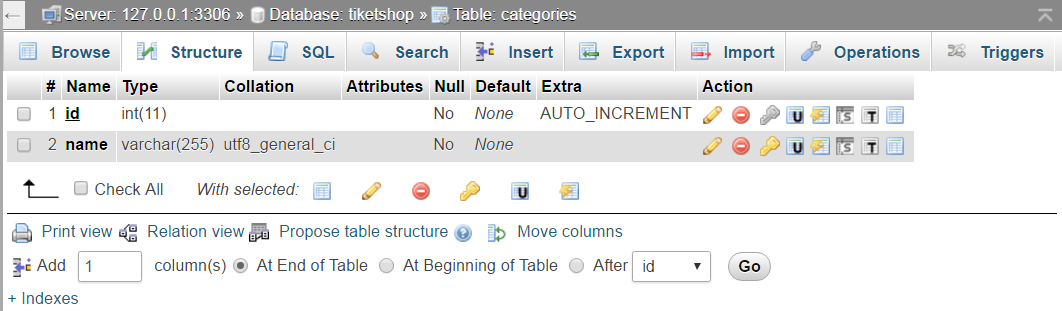 Server: 127.0.0.1:3306 » Database: tiketshop » Table: categories
Browse Structure SQL Search Insert Export Import Operations Triggers
# Name Type Collation Attributes Null Default Extra Action
1 id int(11) No None AUTO_INCREMENT
2 name varchar(255) utf8_general_ci No None
Check All With selected:
Print view Relation view Propose table structure Move columns
Add 1 column(s) At End of Table At Beginning of Table After id Go
+ Indexes